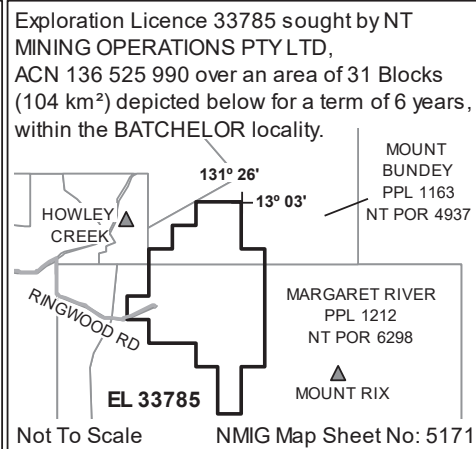 Exploration Licence 33785 sought by NT
MINING OPERATIONS PTY LTD,
ACN 136 525 990 over an area of 31 Blocks
(104 km²) depicted below for a term of 6 years,
within the BATCHELOR locality.
MOUNT
BUNDEY
PPL 1163
NT POR 4937
131° 26'
13° 03'
HOWLEY
CREEK
RINGWOOD RD
MARGARET RIVER
PPL 1212
NT POR 6298
MOUNT RIX
EL 33785
Not To Scale
NMIG Map Sheet No: 5171